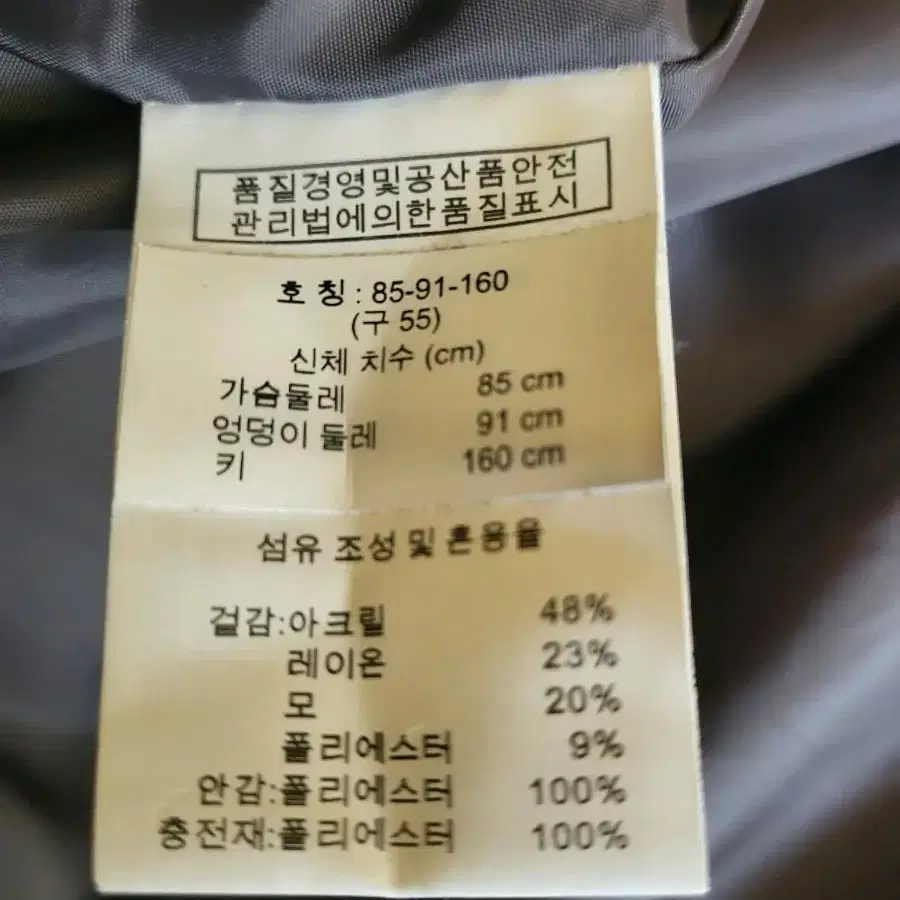 품질경영및공산품안전
관리법에의한품질표시
호 칭 : 85-91-160
(구 55)
신체 치수 (cm)
가슴둘레 85 cm
엉덩이 둘레 91 cm
키 160 cm
섬유 조성 및 혼용율
겉감:아크릴 48%
레이온 23%
모 20%
폴리에스터 9%
안감:폴리에스터 100%
충전재:폴리에스터 100%